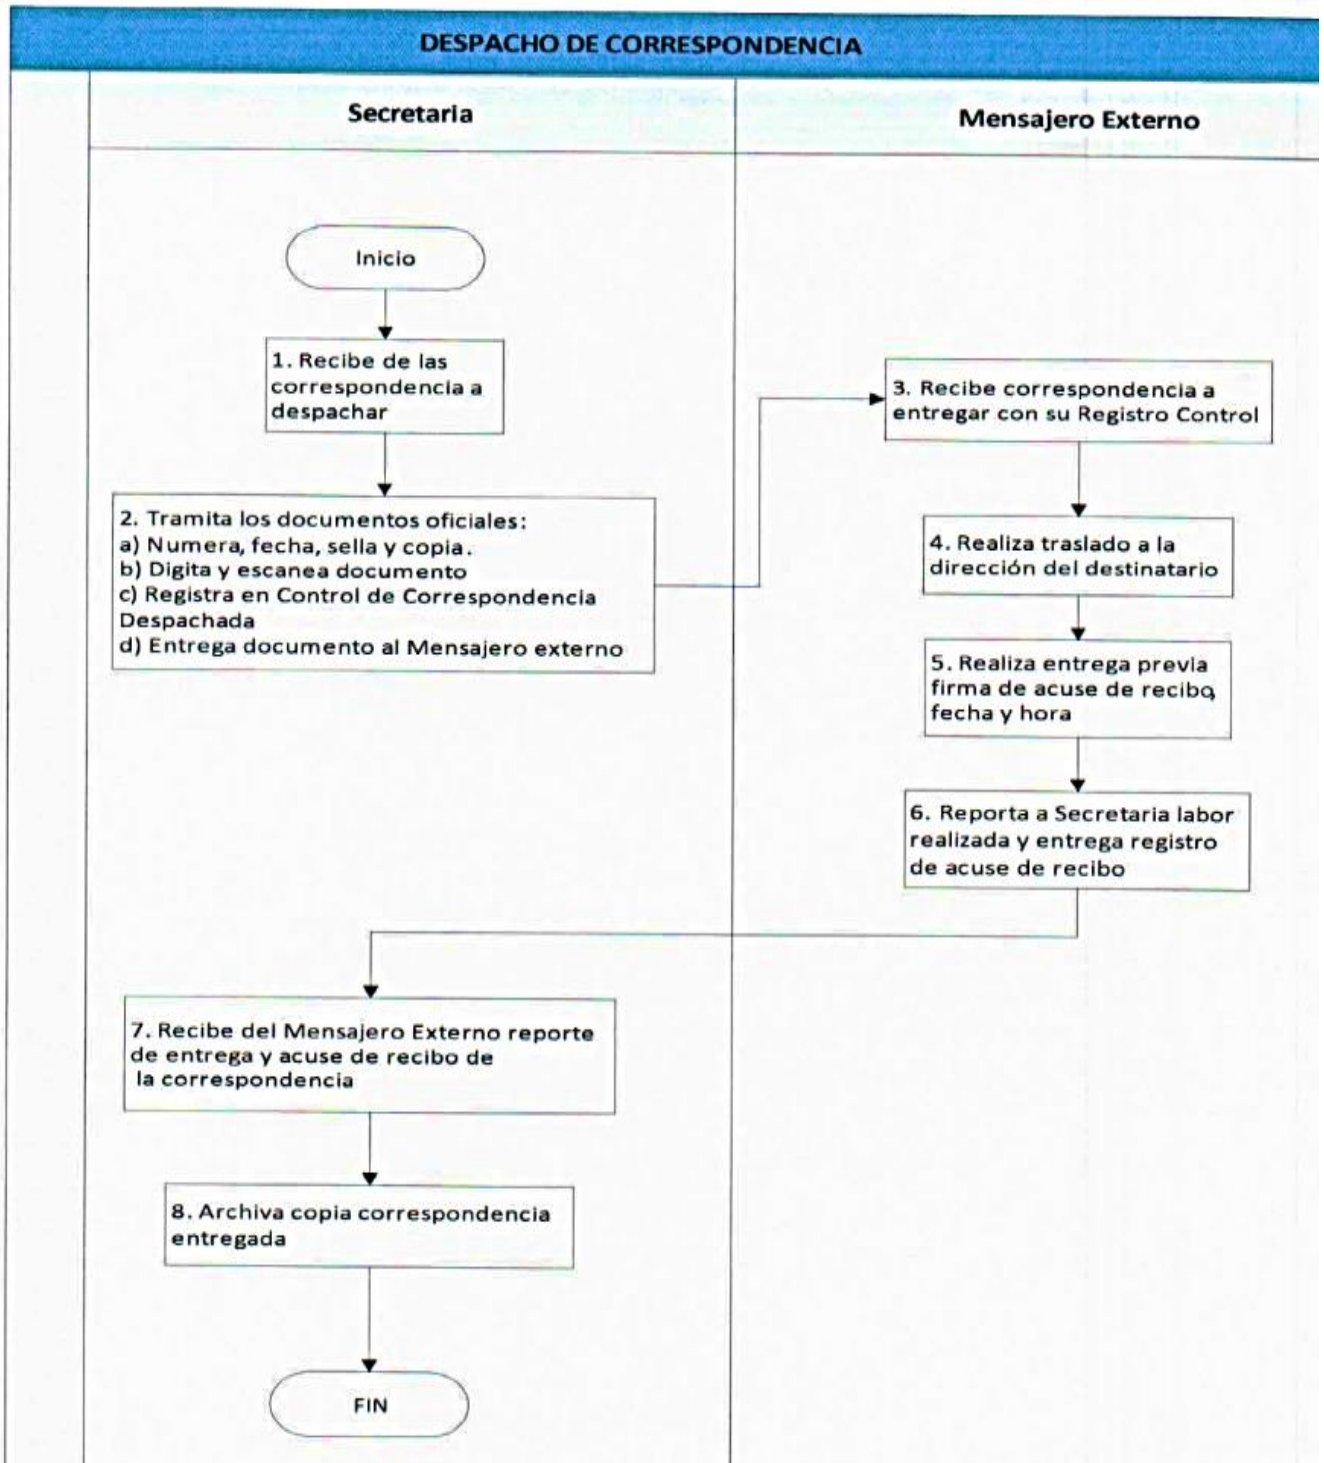 DESPACHO DE CORRESPONDENCIA
Secretaria
Mensajero Externo
Inicio
1. Recibe de las
correspondencia a
despachar
2. Tramita los documentos oficiales:
a) Numera, fecha, sella y copia.
b) Digita y escanea documento
c) Registra en Control de Correspondencia
Despachada
d) Entrega documento al Mensajero externo
3. Recibe correspondencia a
entregar con su Registro Control
4. Realiza traslado a la
dirección del destinatario
5. Realiza entrega previa
firma de acuse de recibo,
fecha y hora
6. Reporta a Secretaria labor
realizada y entrega registro
de acuse de recibo
7. Recibe del Mensajero Externo reporte
de entrega y acuse de recibo de
la correspondencia
8. Archiva copia correspondencia
entregada
FIN